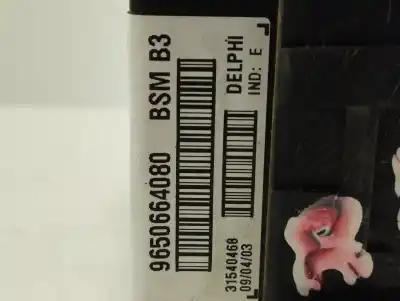 9650664080 BSM B3
DELPHI
IND: E
31540468
09/04/03